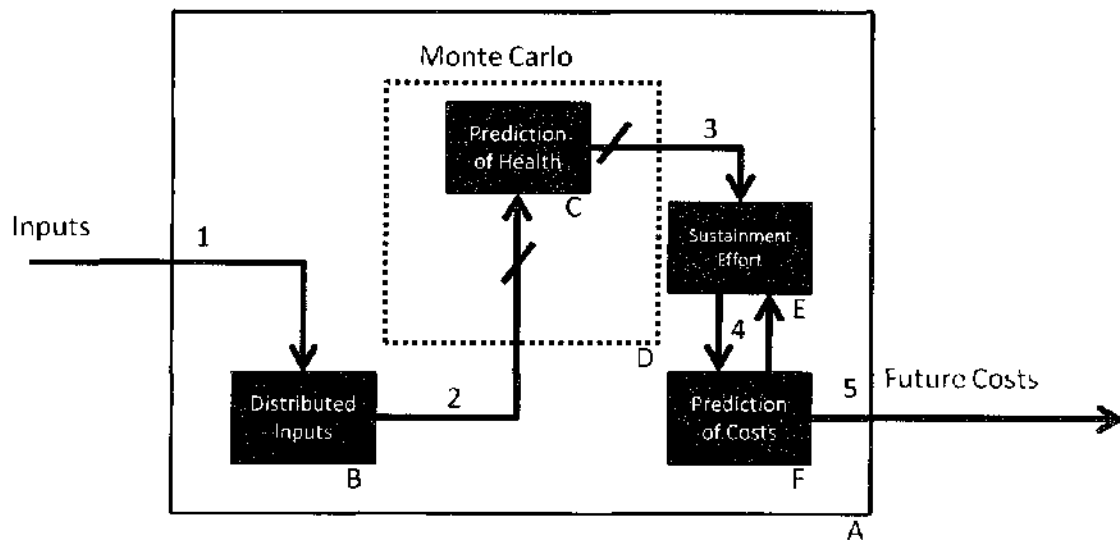 Monte Carlo
Prediction
of Health
C
3
Inputs
1
Sustainment
Effort
E
4
D
2
Distributed
Inputs
B
Prediction
of Costs
F
5
Future Costs
A